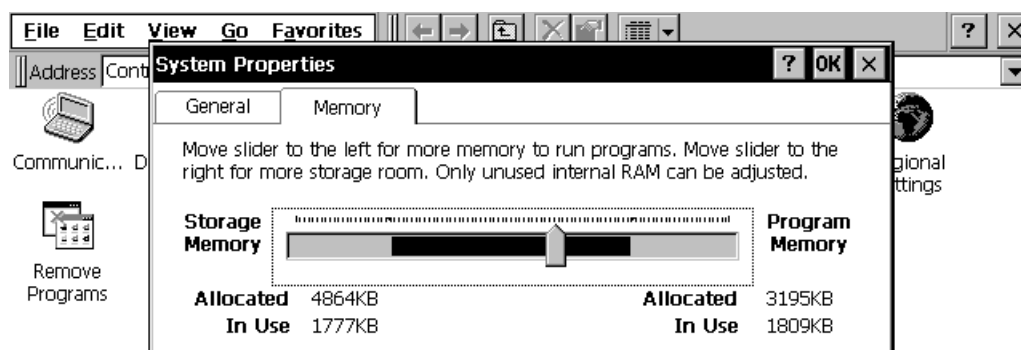 File Edit View Go Favorites ?
Address Cont
System Properties ? OK
General Memory
Move slider to the left for more memory to run programs. Move slider to the
right for more storage room. Only unused internal RAM can be adjusted.
Storage Memory
Program Memory
Allocated 4864KB Allocated 3195KB
In Use 1777KB In Use 1809KB
Communic... D
gional
ttings
Remove
Programs